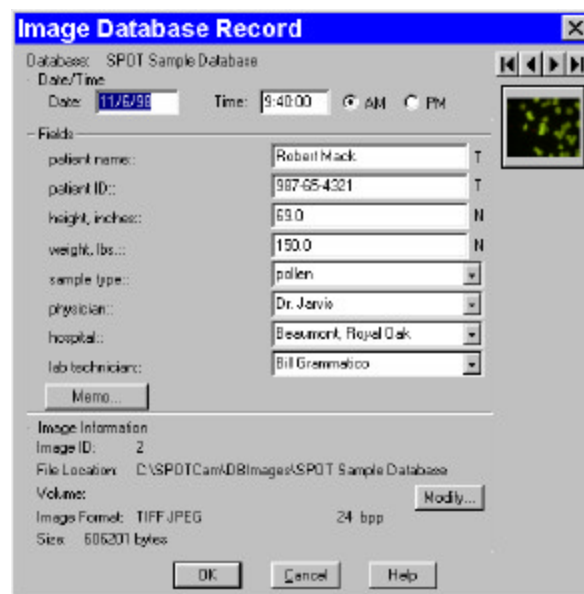 Image Database Record
Database: SPOT Sample Database
Date/Time
Date: 11/6/98 Time: 9:40:00 AM PM
Fields
patient name:: Robert Mack T
patient ID:: 987-65-4321 T
height, inches:: 69.0 N
weight, lbs.:: 150.0 N
sample type:: pollen
physician:: Dr. Jarvis
hospital:: Beaumont, Royal Oak
lab technician:: Bill Grammatico
Memo...
Image Information
Image ID: 2
File Location: C:\SPOTCam\DBImages\SPOT Sample Database
Volume:
Modify...
Image Format: TIFF JPEG 24 bpp
Size: 606201 bytes
OK Cancel Help